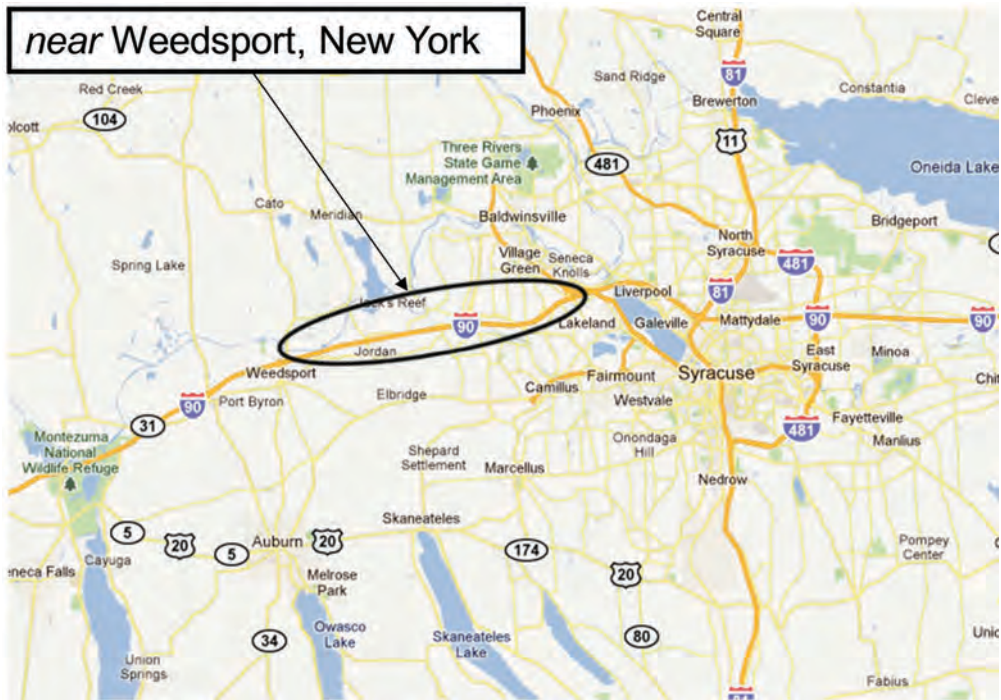 near Weedsport, New York
Central
Square
81
Sand Ridge
Constantia
Red Creek
Brewerton
Phoenix
104
11
481
Three Rivers
State Game
Management Area
Oneida Lake
Cato
Meridian
Baldwinsville
Bridgeport
North
Syracuse
Village
Green
Seneca
Knolls
Spring Lake
481
Liverpool
81
Jack's Reef
90
Lakeland
Galeville
Mattydale
90
90
Jordan
Weedsport
Fairmount
Syracuse
East
Syracuse
Minoa
Camillus
Elbridge
Westvale
90
Port Byron
31
Fayetteville
481
Manlius
Montezuma
National
Wildlife Refuge
Onondaga
Hill
Shepard
Settlement
Marcellus
Nedrow
5
20
5
Auburn
20
Skaneateles
174
Pompey
Center
Cayuga
20
eneca Falls
Melrose
Park
34
Owasco
Lake
Skaneateles
Lake
80
Union
Springs
Fabius